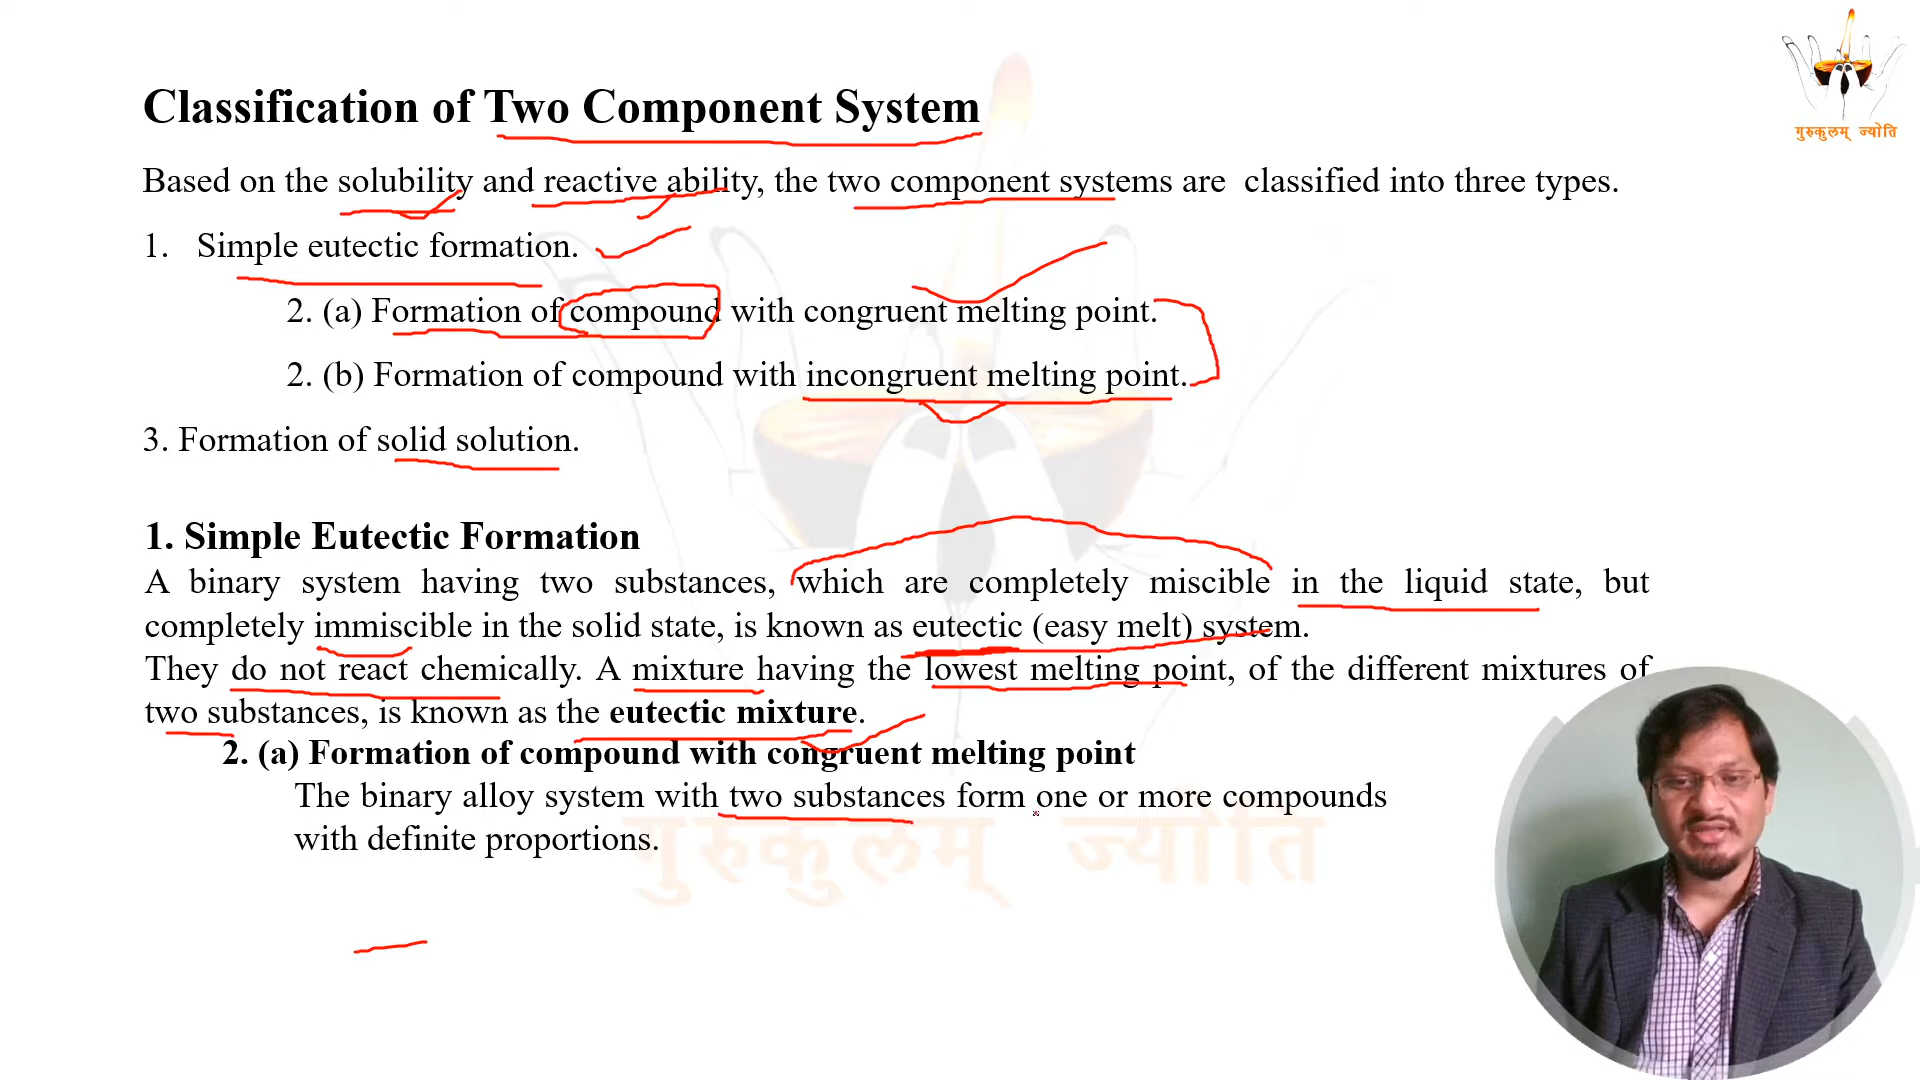 गुरुकुलम् ज्योति
Classification of Two Component System
Based on the solubility and reactive ability, the two component systems are classified into three types.
1. Simple eutectic formation.
2. (a) Formation of compound with congruent melting point.
2. (b) Formation of compound with incongruent melting point.
3. Formation of solid solution.
1. Simple Eutectic Formation
A binary system having two substances, which are completely miscible in the liquid state, but
completely immiscible in the solid state, is known as eutectic (easy melt) system.
They do not react chemically. A mixture having the lowest melting point, of the different mixtures of
two substances, is known as the eutectic mixture.
2. (a) Formation of compound with congruent melting point
The binary alloy system with two substances form one or more compounds
with definite proportions.
गुरुकुलम् ज्योति